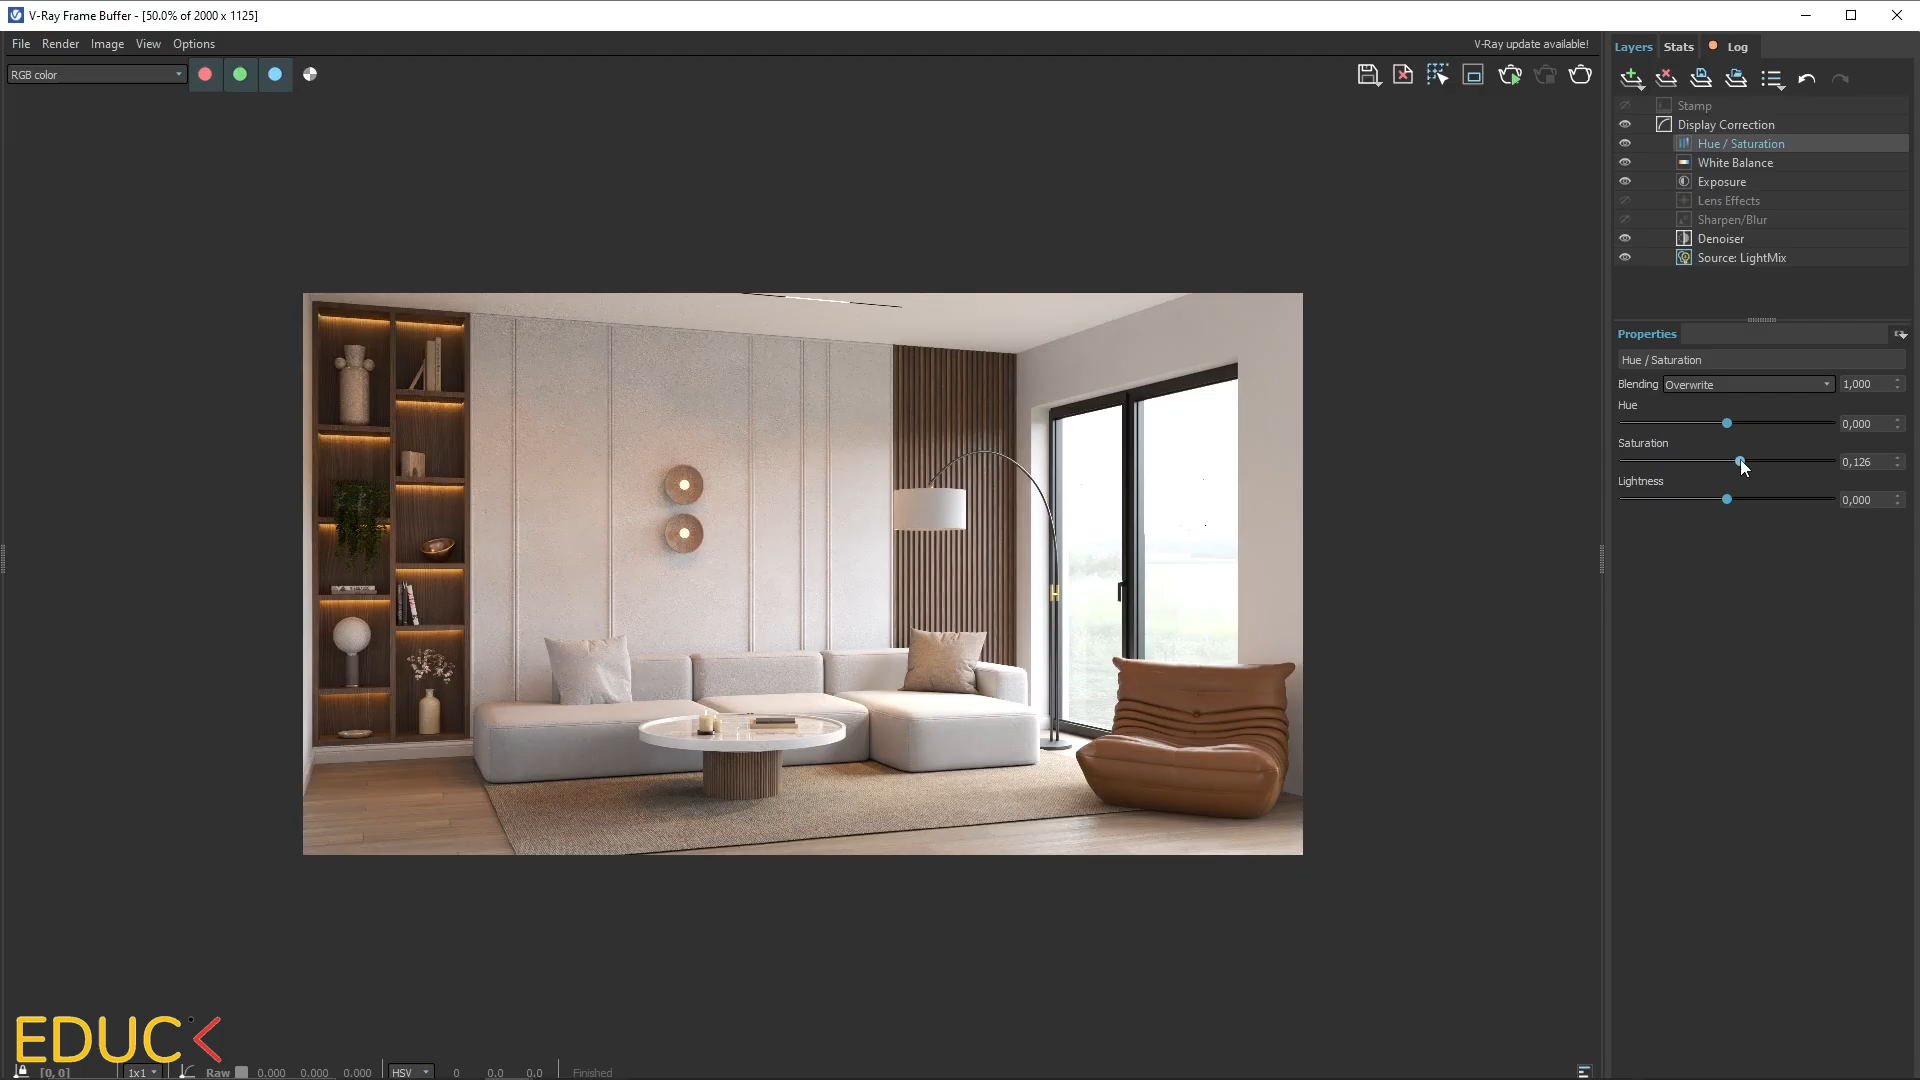 V-Ray Frame Buffer - [50.0% of 2000 x 1125]
File Render Image View Options
V-Ray update available!
Layers Stats Log
RGB color
Stamp
Display Correction
Hue / Saturation
White Balance
Exposure
Lens Effects
Sharpen/Blur
Denoiser
Source: LightMix
Properties
Hue / Saturation
Blending Overwrite 1,000
Hue
0,000
Saturation
0,126
Lightness
0,000
EDUC
[0, 0] 1x1 Raw 0.000 0.000 0.000 HSV 0 0.0 0.0 Finished